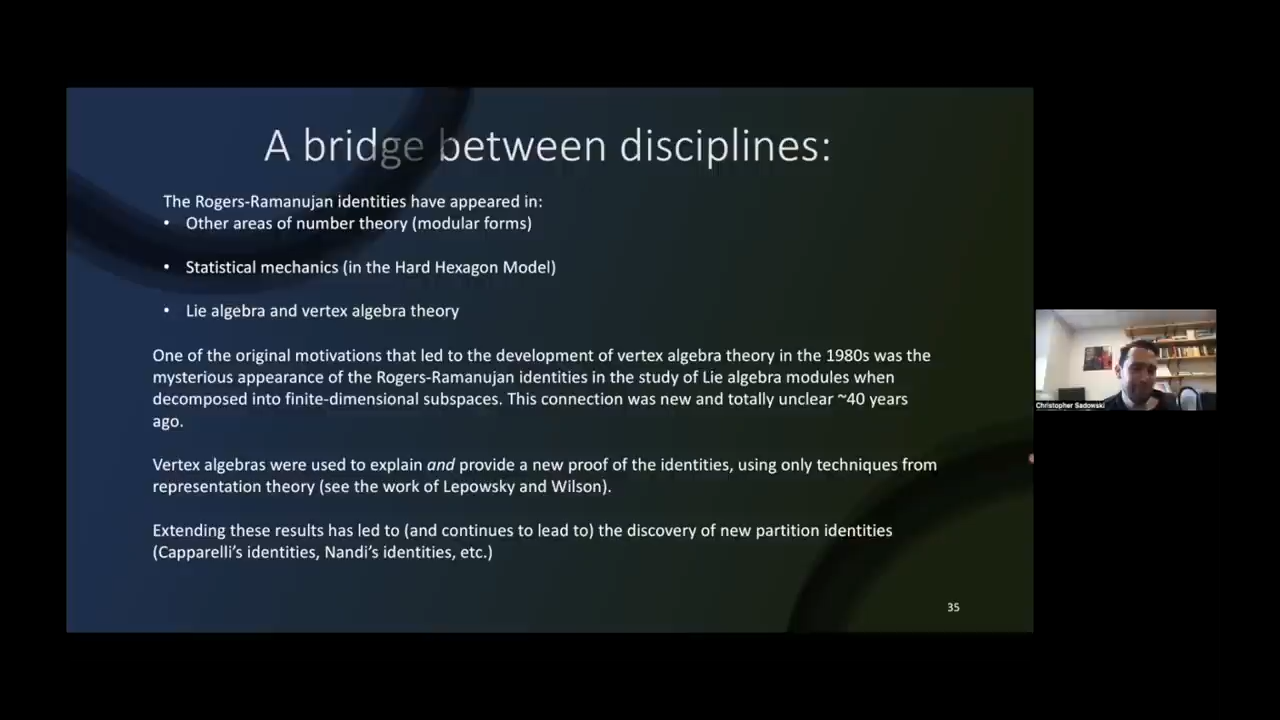 A bridge between disciplines:
The Rogers-Ramanujan identities have appeared in:
• Other areas of number theory (modular forms)
• Statistical mechanics (in the Hard Hexagon Model)
• Lie algebra and vertex algebra theory
One of the original motivations that led to the development of vertex algebra theory in the 1980s was the
mysterious appearance of the Rogers-Ramanujan identities in the study of Lie algebra modules when
decomposed into finite-dimensional subspaces. This connection was new and totally unclear ~40 years
ago.
Vertex algebras were used to explain and provide a new proof of the identities, using only techniques from
representation theory (see the work of Lepowsky and Wilson).
Extending these results has led to (and continues to lead to) the discovery of new partition identities
(Capparelli's identities, Nandi's identities, etc.)
35
Christopher Sadowski